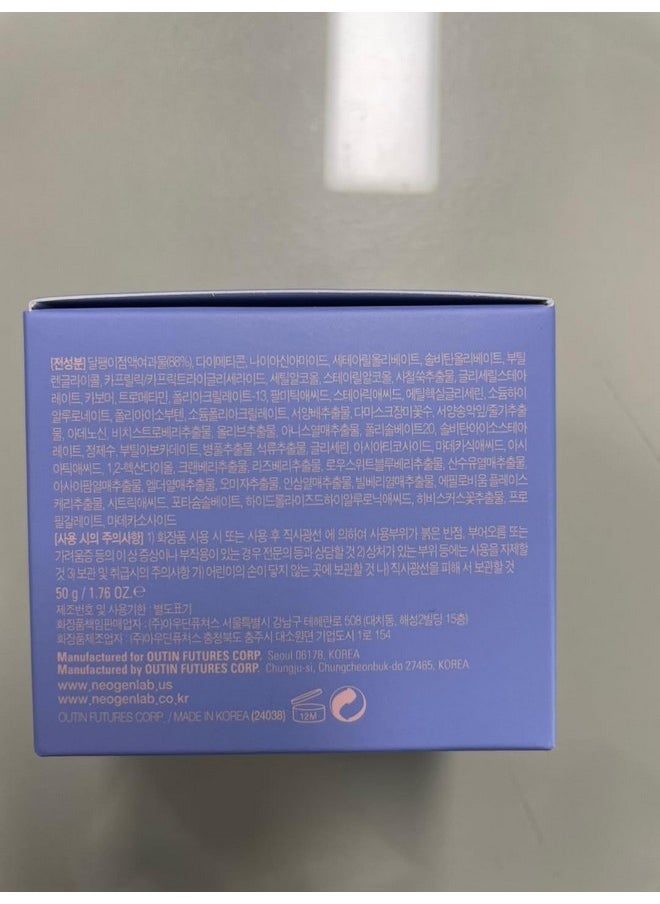 [전성분] 달팽이점액여과물(88%), 다이메티콘, 나이아신아마이드, 세테아릴올리베이트, 솔비탄올리베이트, 부틸
렌글라이콜, 카프릴릭/카프릭트라이글리세라이드, 세틸알코올, 스테아릴알코올, 사철쑥추출물, 글리세릴스테아
레이트, 카보머, 트로메타민, 폴리아크릴레이트-13, 팔미틱애씨드, 스테아릭애씨드, 에틸헥실글리세린, 소듐하이
알루로네이트, 폴리아이소부텐, 소듐폴리아크릴레이트, 서양배추출물, 다마스크장미꽃수, 서양송악잎/줄기추출
물, 아데노신, 비치스트로베리추출물, 올리브추출물, 아니스열매추출물, 폴리솔베이트20, 솔비탄아이소스테아
레이트, 정제수, 부틸아보카데이트, 병풀추출물, 석류추출물, 글리세린, 아시아티코사이드, 마데카식애씨드, 아시
아틱애씨드, 1,2-헥산다이올, 크랜베리추출물, 라즈베리추출물, 로우스위트블루베리추출물, 산수유열매추출물,
아사이팜열매추출물, 엘더열매추출물, 오미자추출물, 인삼열매추출물, 빌베리열매추출물, 에필로비움 플레이스
캐리추출물, 시트릭애씨드, 포타슘솔베이트, 하이드롤라이즈드하이알루로닉애씨드, 히비스커스꽃추출물, 프로
필갈레이트, 마데카소사이드
[사용 시의 주의사항] 1) 화장품 사용 시 또는 사용 후 직사광선에 의하여 사용부위가 붉은 반점, 부어오름 또는
가려움증 등의 이상 증상이나 부작용이 있는 경우 전문의 등과 상담할 것 2) 상처가 있는 부위 등에는 사용을 자제할
것 3) 보관 및 취급시의 주의사항 가) 어린이의 손이 닿지 않는 곳에 보관할 것 나) 직사광선을 피해서 보관할 것
50 g / 1.76 OZ.℮
제조번호 및 사용기한 : 별도표기
화장품책임판매업자 : (주)아우딘퓨쳐스 서울특별시 강남구 테헤란로 508 (대치동, 해성2빌딩 15층)
화장품제조업자 : (주)아우딘퓨쳐스 충청북도 충주시 대소원면 기업도시 1로 154
Manufactured for OUTIN FUTURES CORP. Seoul 06178, KOREA
Manufactured by OUTIN FUTURES CORP. Chungju-si, Chungcheonbuk-do 27465, KOREA
www.neogenlab.us
www.neogenlab.co.kr
OUTIN FUTURES CORP. / MADE IN KOREA (24038) 12M